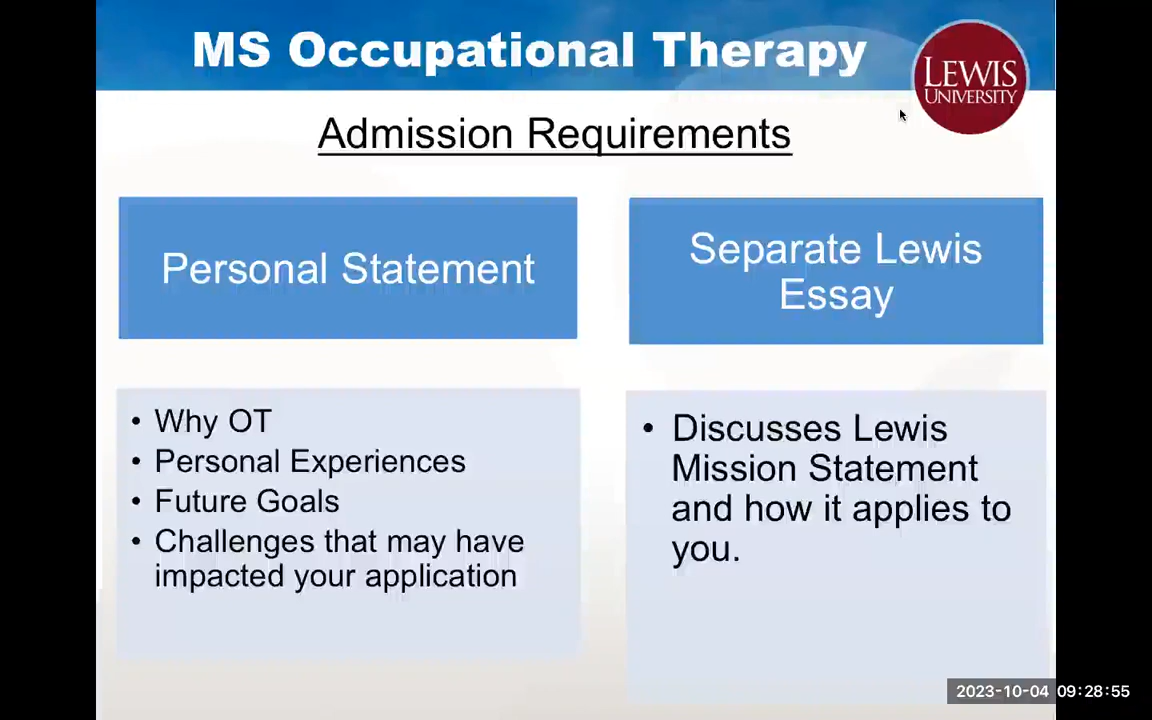 MS Occupational Therapy
LEWIS
UNIVERSITY
Admission Requirements
Personal Statement
• Why OT
• Personal Experiences
• Future Goals
• Challenges that may have
impacted your application
Separate Lewis
Essay
• Discusses Lewis
Mission Statement
and how it applies to
you.
2023-10-04 09:28:55